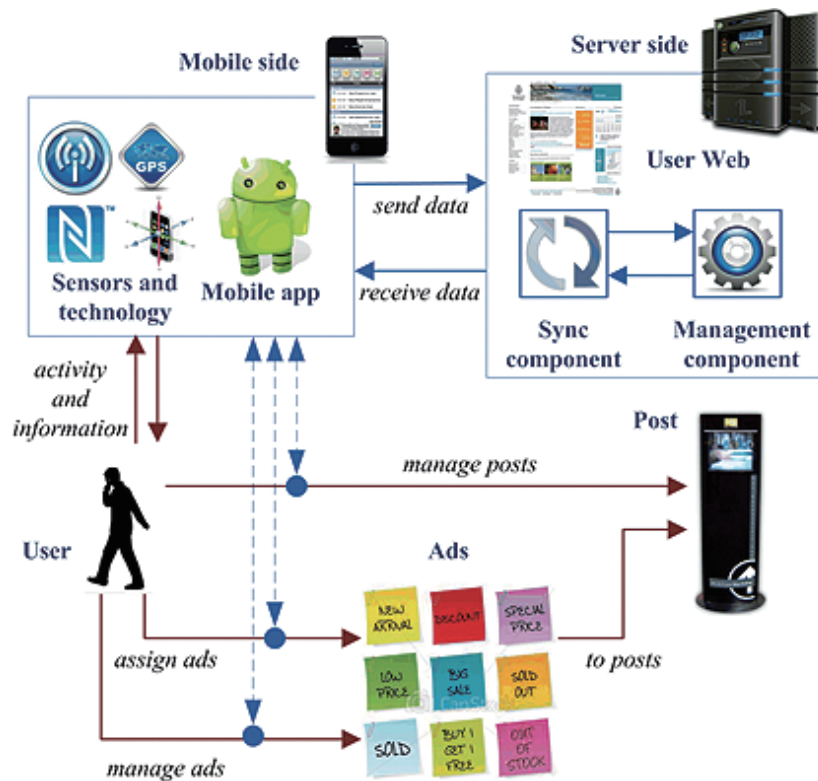 Server side
Mobile side
GPS
TM
User Web
send data
Sensors and
technology
Mobile app
receive data
Sync
component
Management
component
activity
and
information
Post
manage posts
User
Ads
NEW
ARRIVAL
DISCOUNT
SPECIAL
PRICE
assign ads
to posts
LOW
PRICE
BIG
SALE
SOLD
OUT
CanStock
SOLD
BUY 1
GET 1
FREE
OUT
OF
STOCK
manage ads